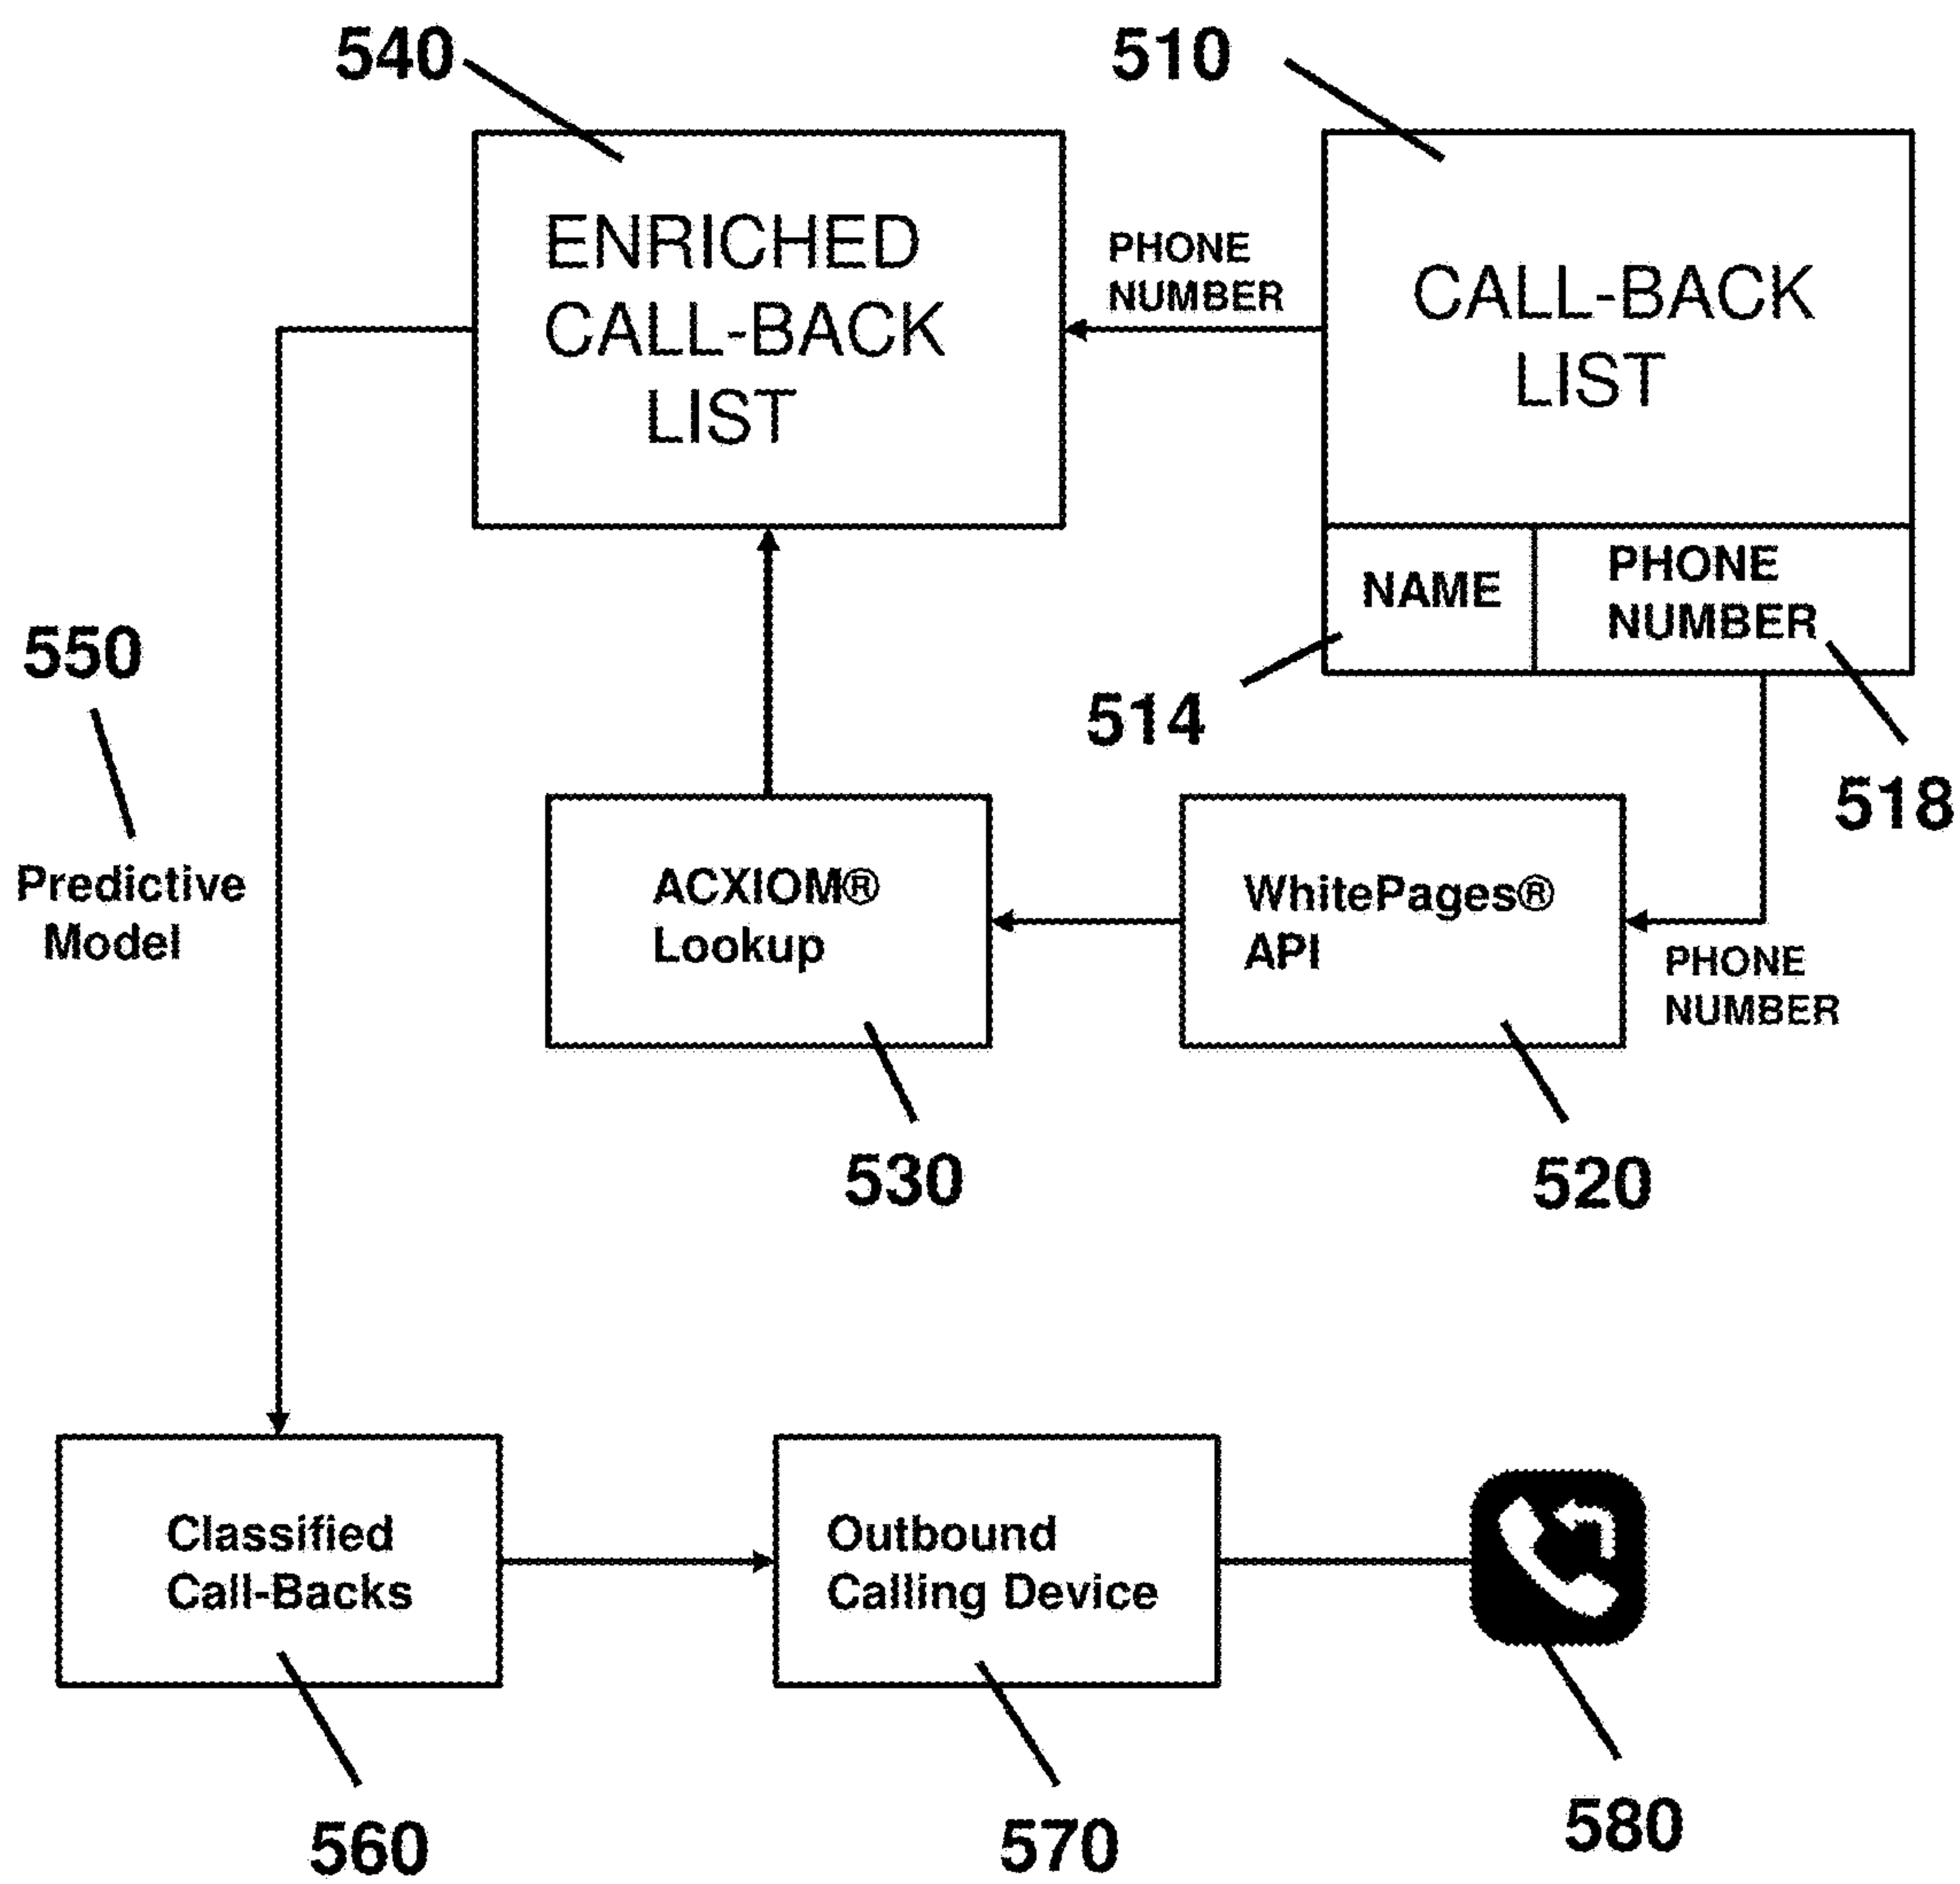 540
510
ENRICHED
CALL-BACK
LIST
PHONE
NUMBER
CALL-BACK
LIST
NAME
PHONE
NUMBER
514
518
550
Predictive
Model
ACXIOM®
Lookup
WhitePages®
API
PHONE
NUMBER
530
520
Classified
Call-Backs
Outbound
Calling Device
560
570
580